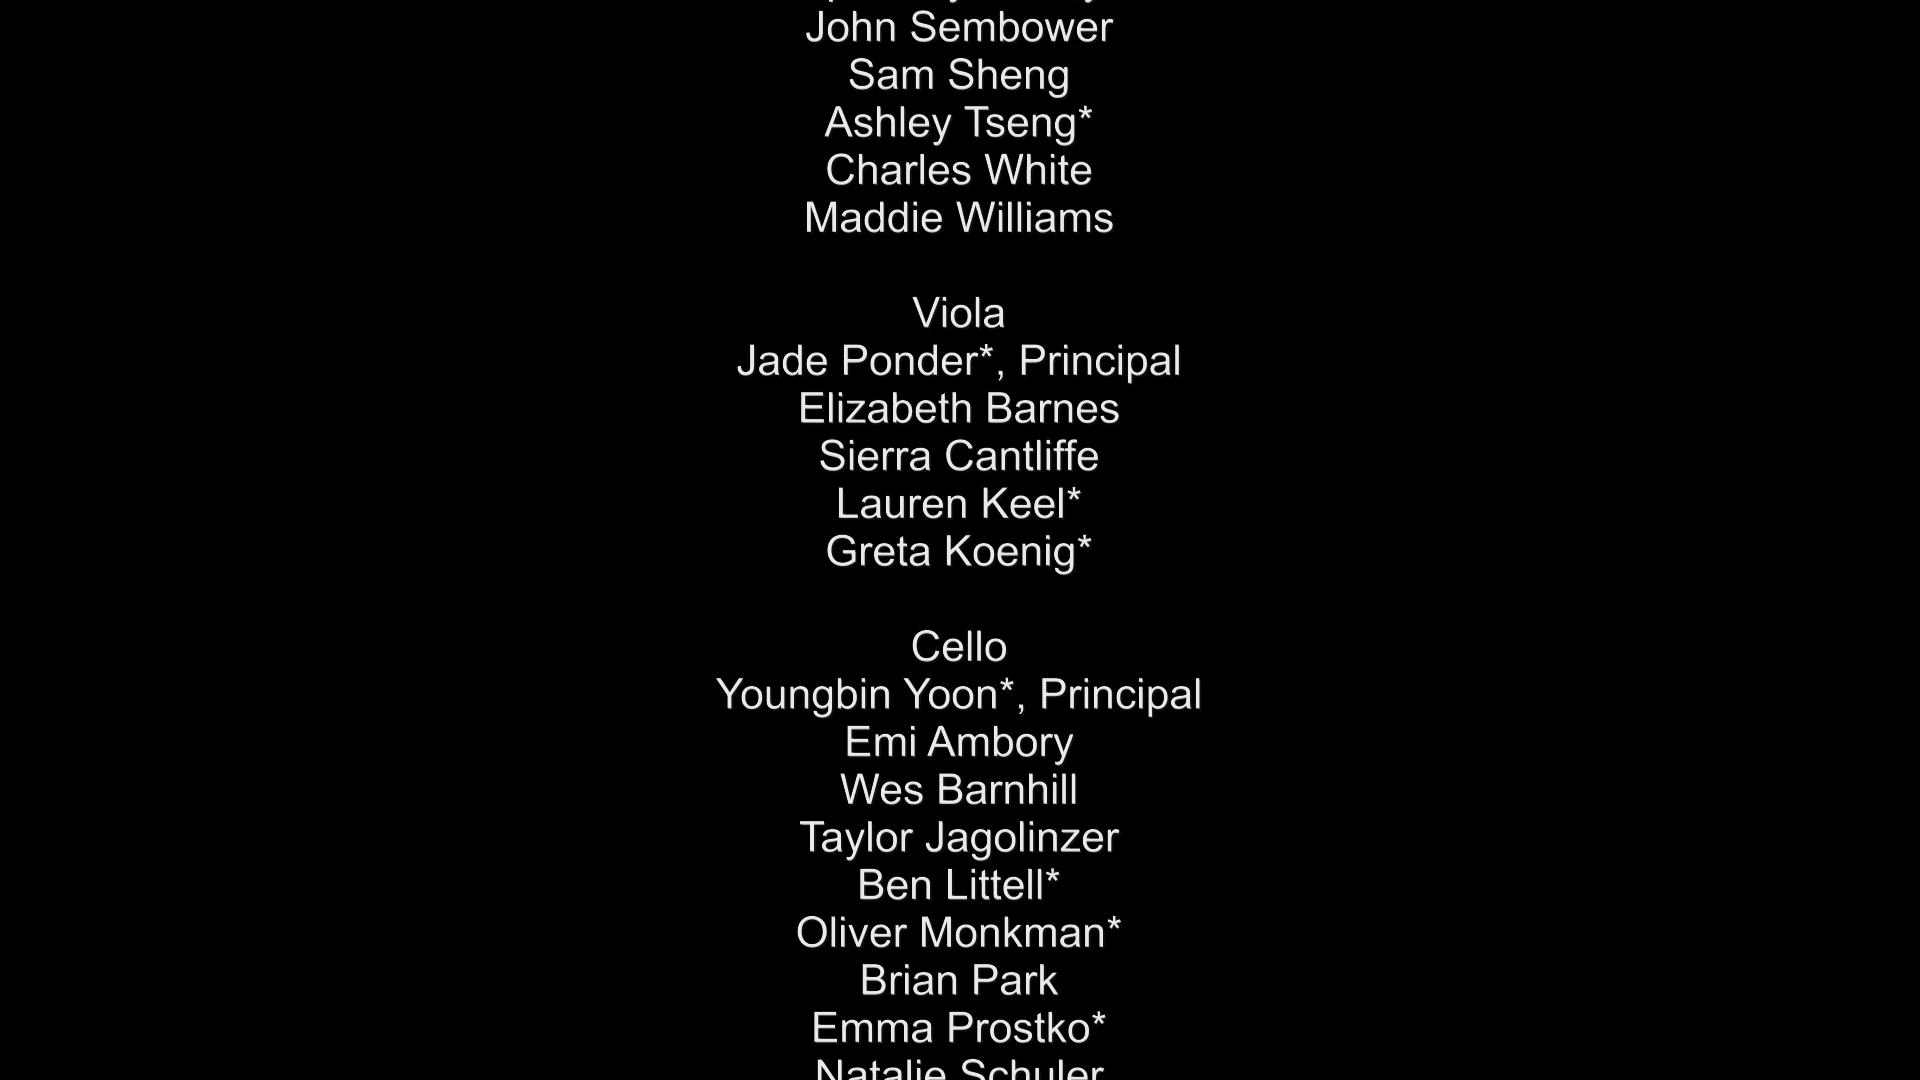 John Sembower
Sam Sheng
Ashley Tseng*
Charles White
Maddie Williams
Viola
Jade Ponder*, Principal
Elizabeth Barnes
Sierra Cantliffe
Lauren Keel*
Greta Koenig*
Cello
Youngbin Yoon*, Principal
Emi Ambory
Wes Barnhill
Taylor Jagolinzer
Ben Littell*
Oliver Monkman*
Brian Park
Emma Prostko*
Natalie Schuler